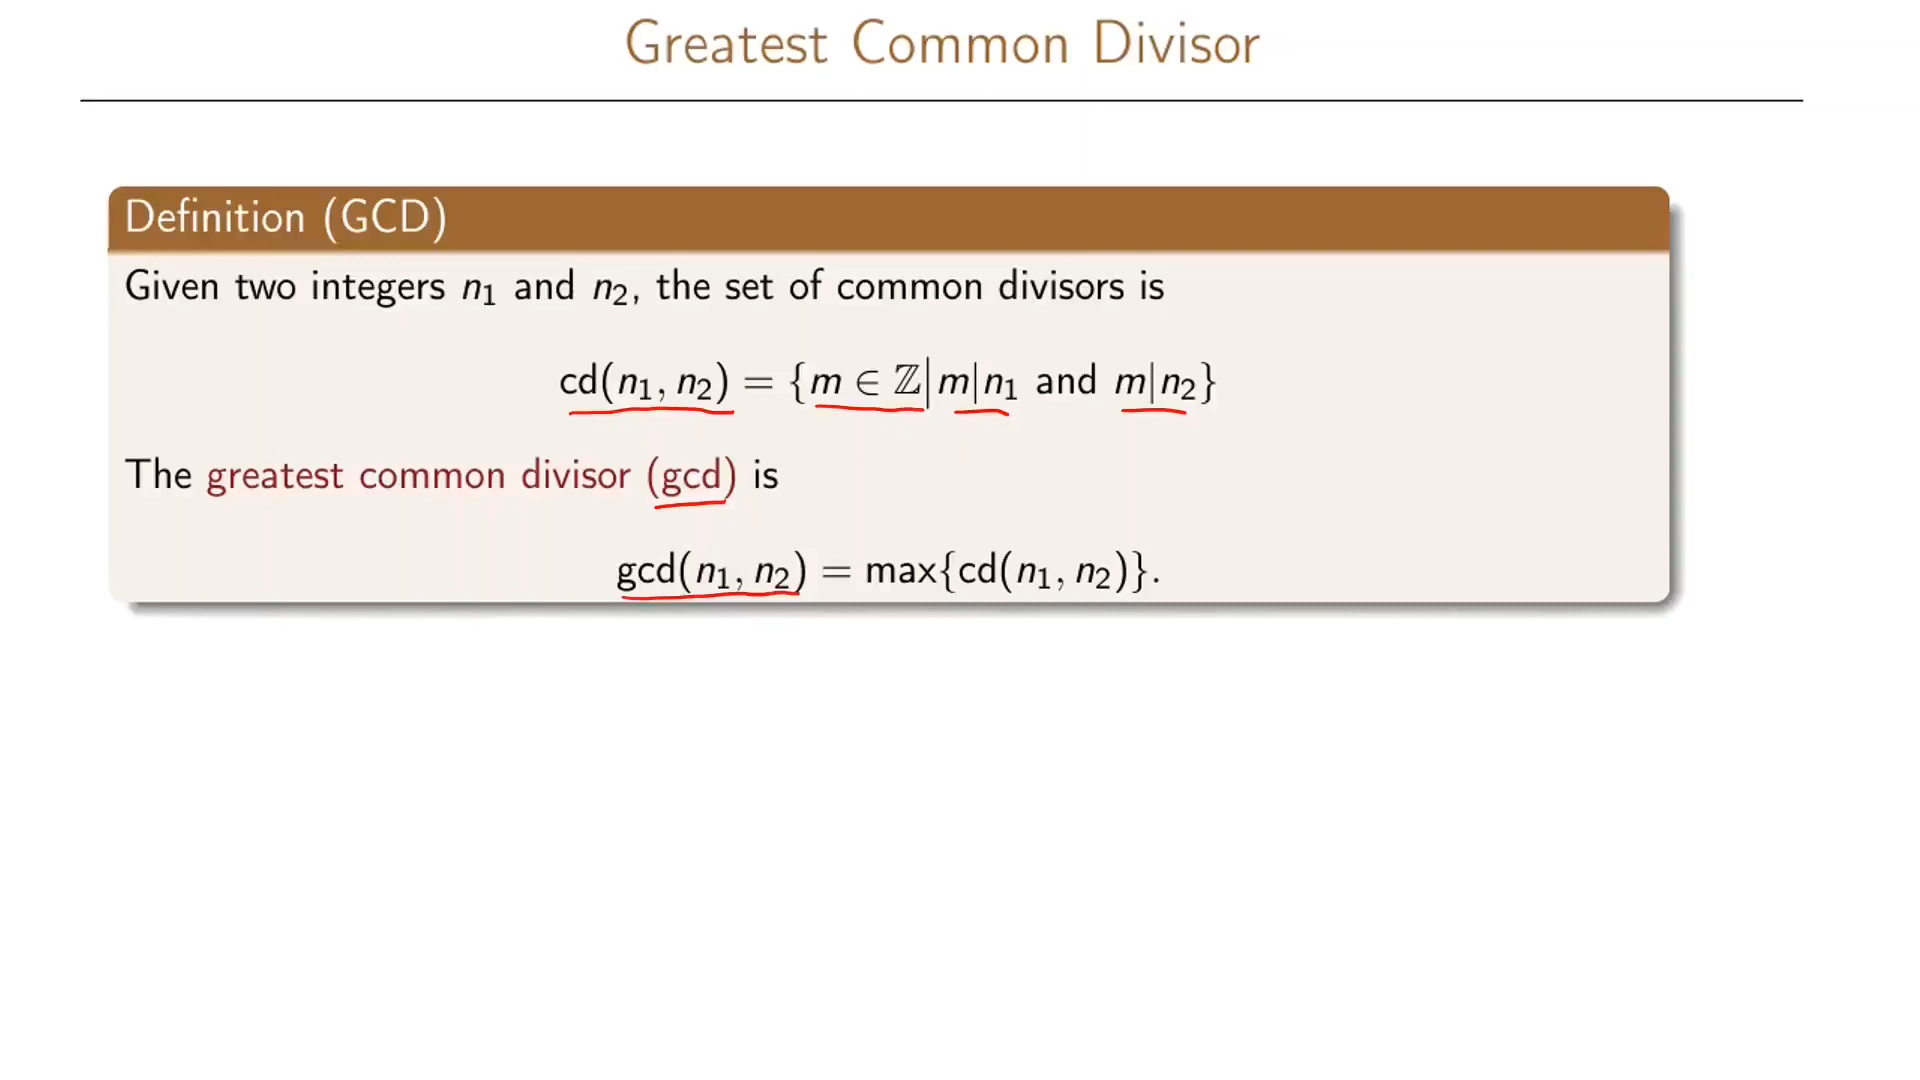 Greatest Common Divisor
Definition (GCD)
Given two integers n₁ and n₂, the set of common divisors is
cd(n₁, n₂) = {m ∈ ℤ|m|n₁ and m|n₂}
The greatest common divisor (gcd) is
gcd(n₁, n₂) = max{cd(n₁, n₂)}.